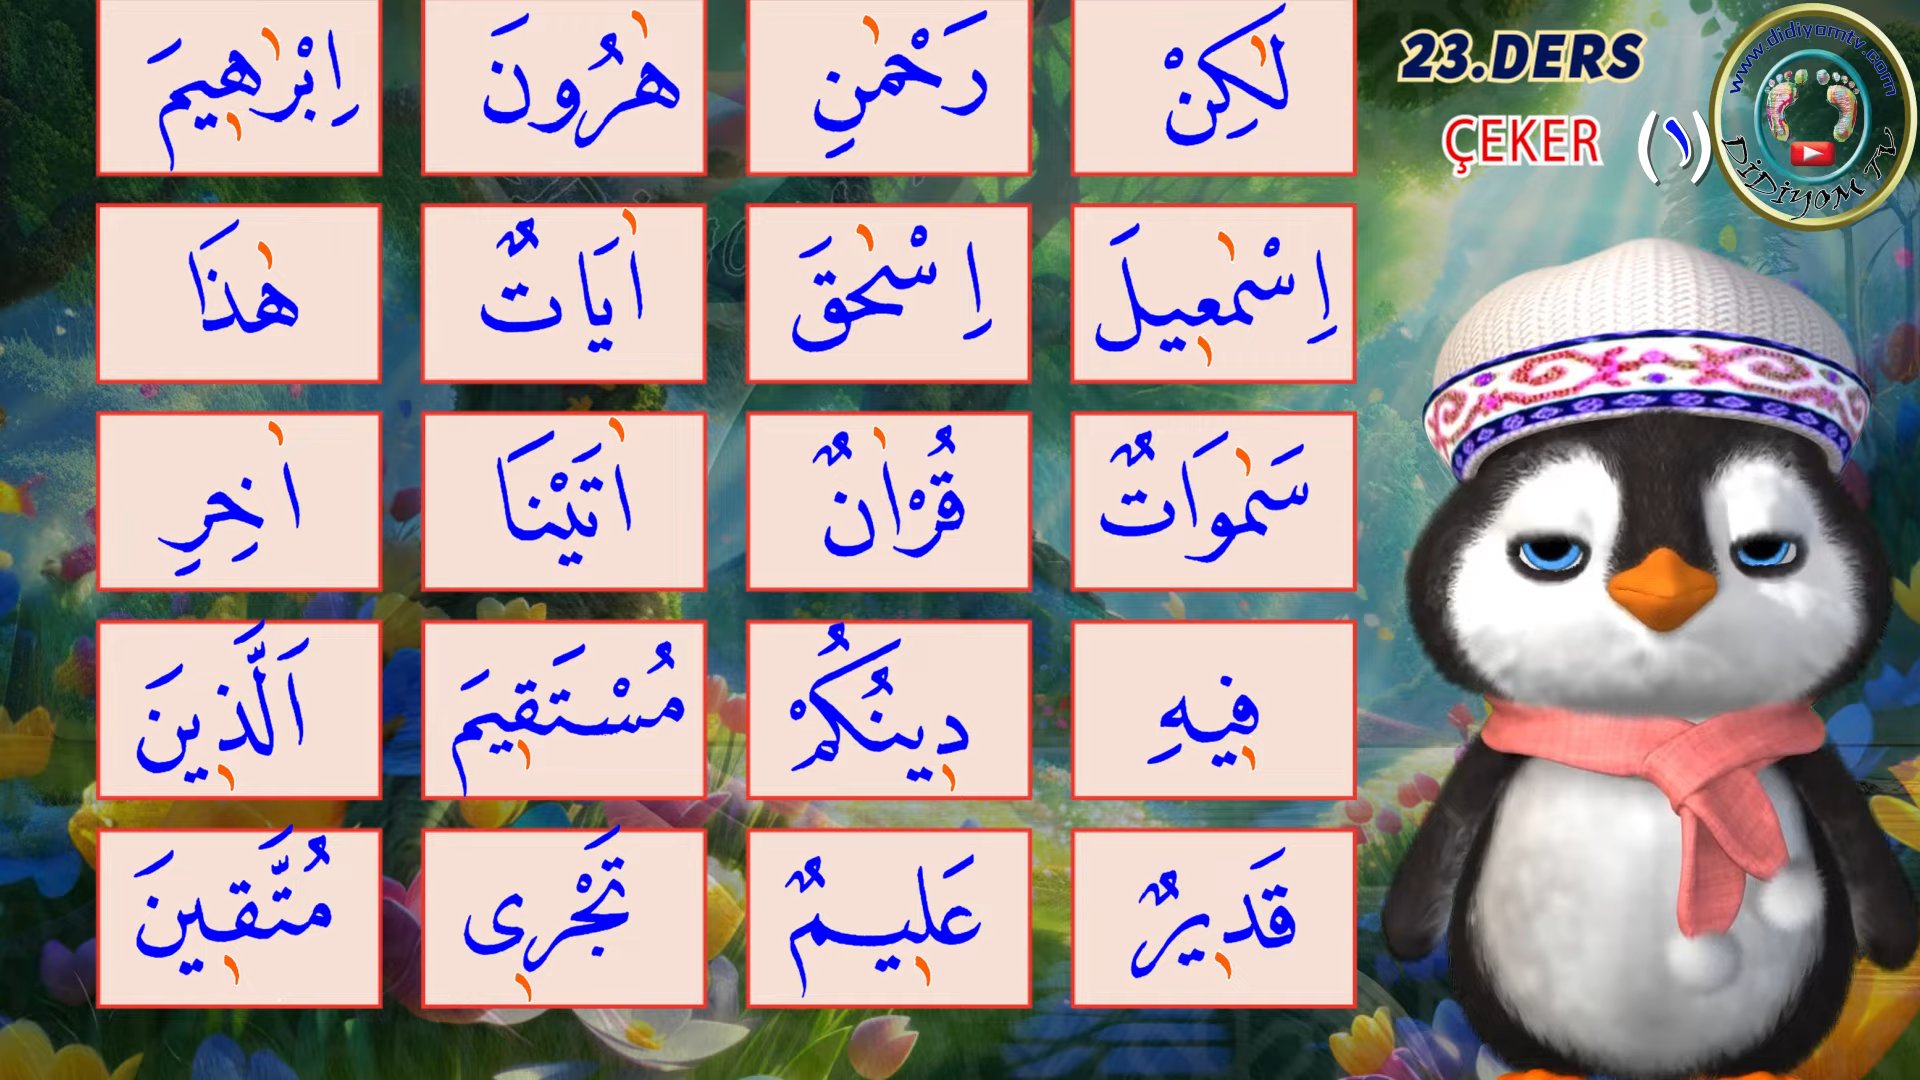 23.DERS
ÇEKER (ٰ)
www.didiyomtv.com
DiDiyoM TV
لٰكِنْ رَحْمٰنِ هٰرُونَ اِبْرٰهٖيمَ
اِسْمٰعٖيلَ اِسْحٰقَ اٰيَاتٌ هٰذَا
سَمٰوَاتٌ قُرْاٰنٌ اٰتَيْنَا اٰخِرِ
فٖيهِ دٖينُكُمْ مُسْتَقٖيمَ اَلَّذٖينَ
قَدٖيرٌ عَلٖيمٌ تَجْرٖى مُتَّقٖينَ